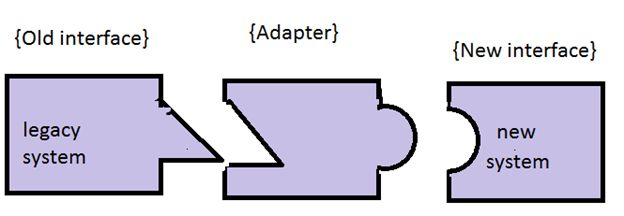 {Old interface}
{Adapter}
{New interface}
legacy
system
new
system